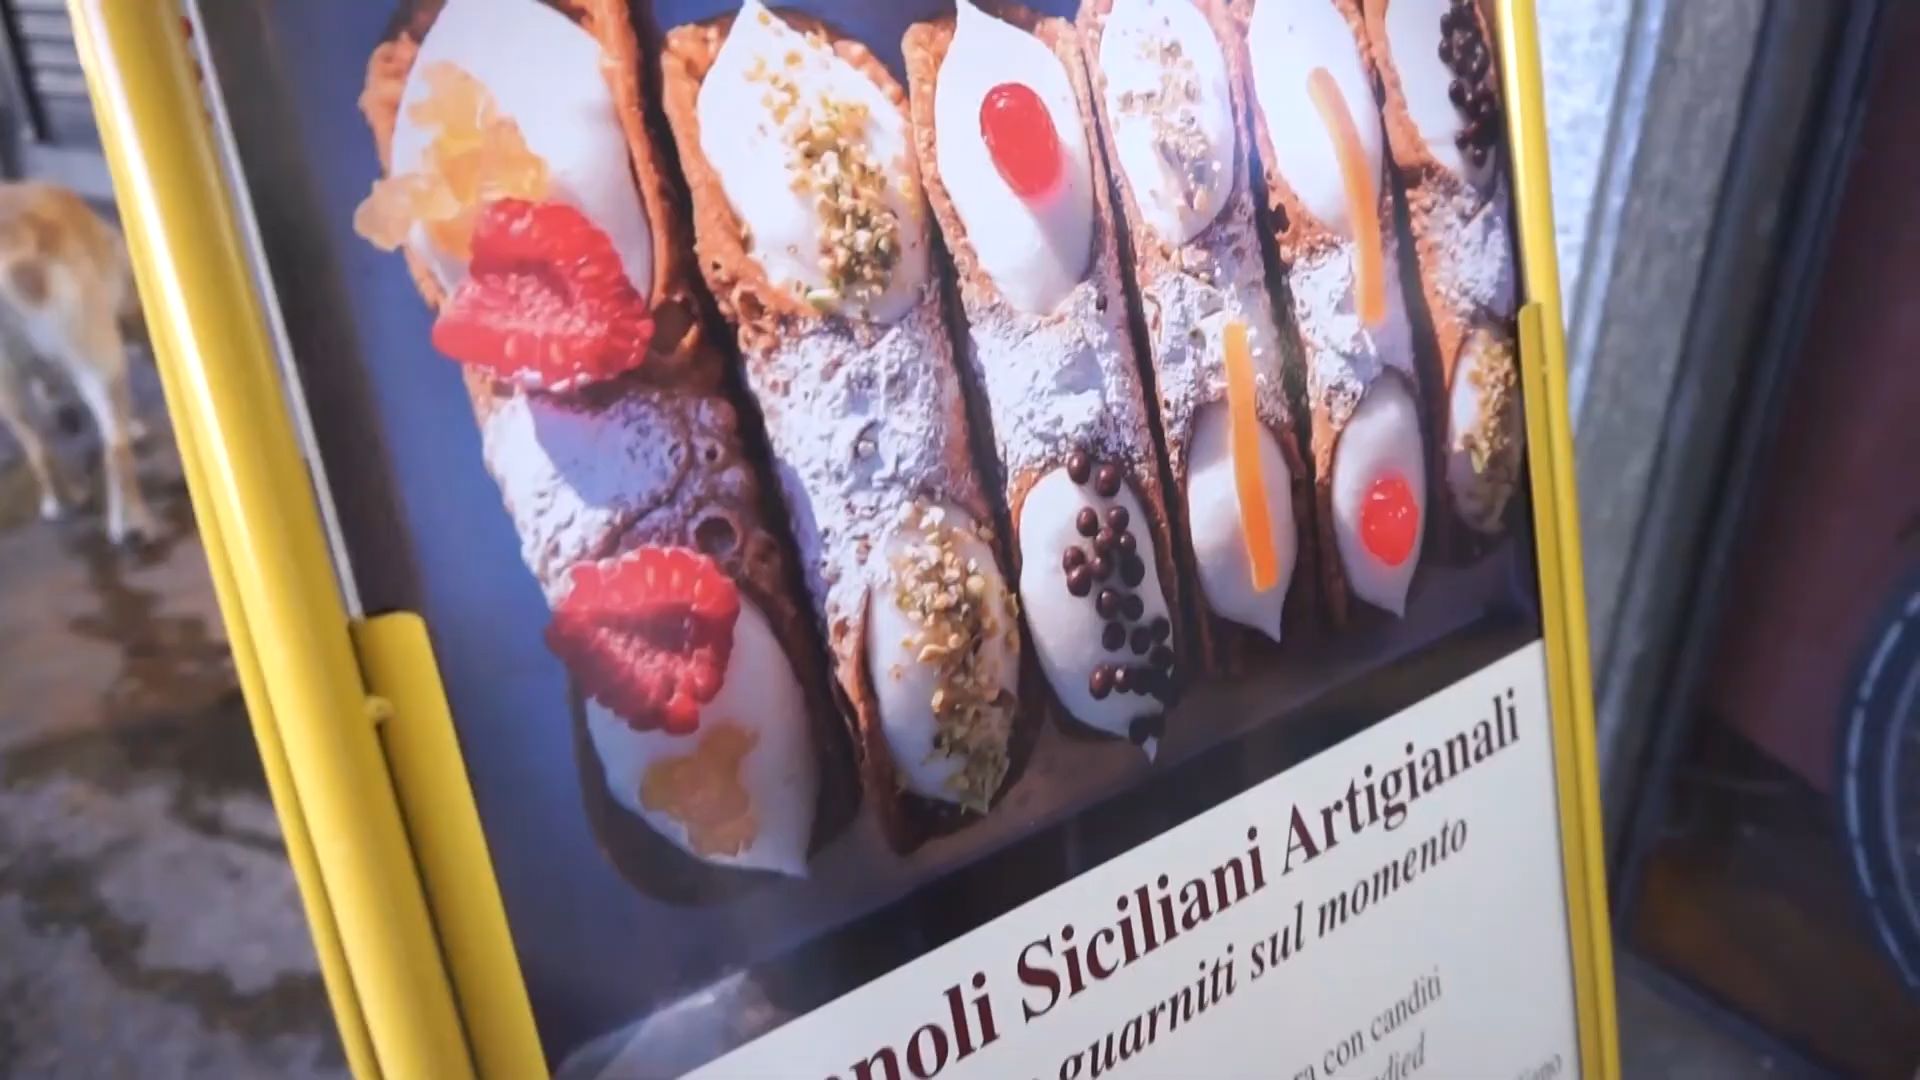 noli Siciliani Artigianali
guarniti sul momento
con canditi